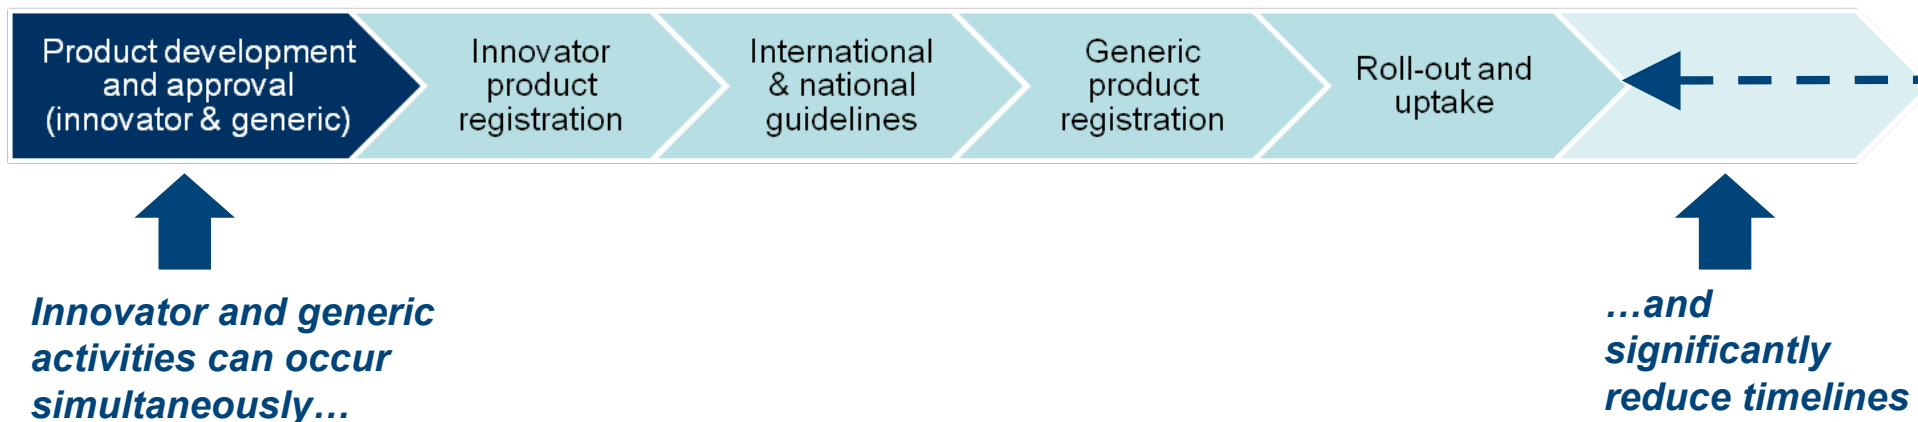 Product development
and approval
(innovator & generic)
Innovator
product
registration
International
& national
guidelines
Generic
product
registration
Roll-out and
uptake
Innovator and generic
activities can occur
simultaneously…
…and
significantly
reduce timelines